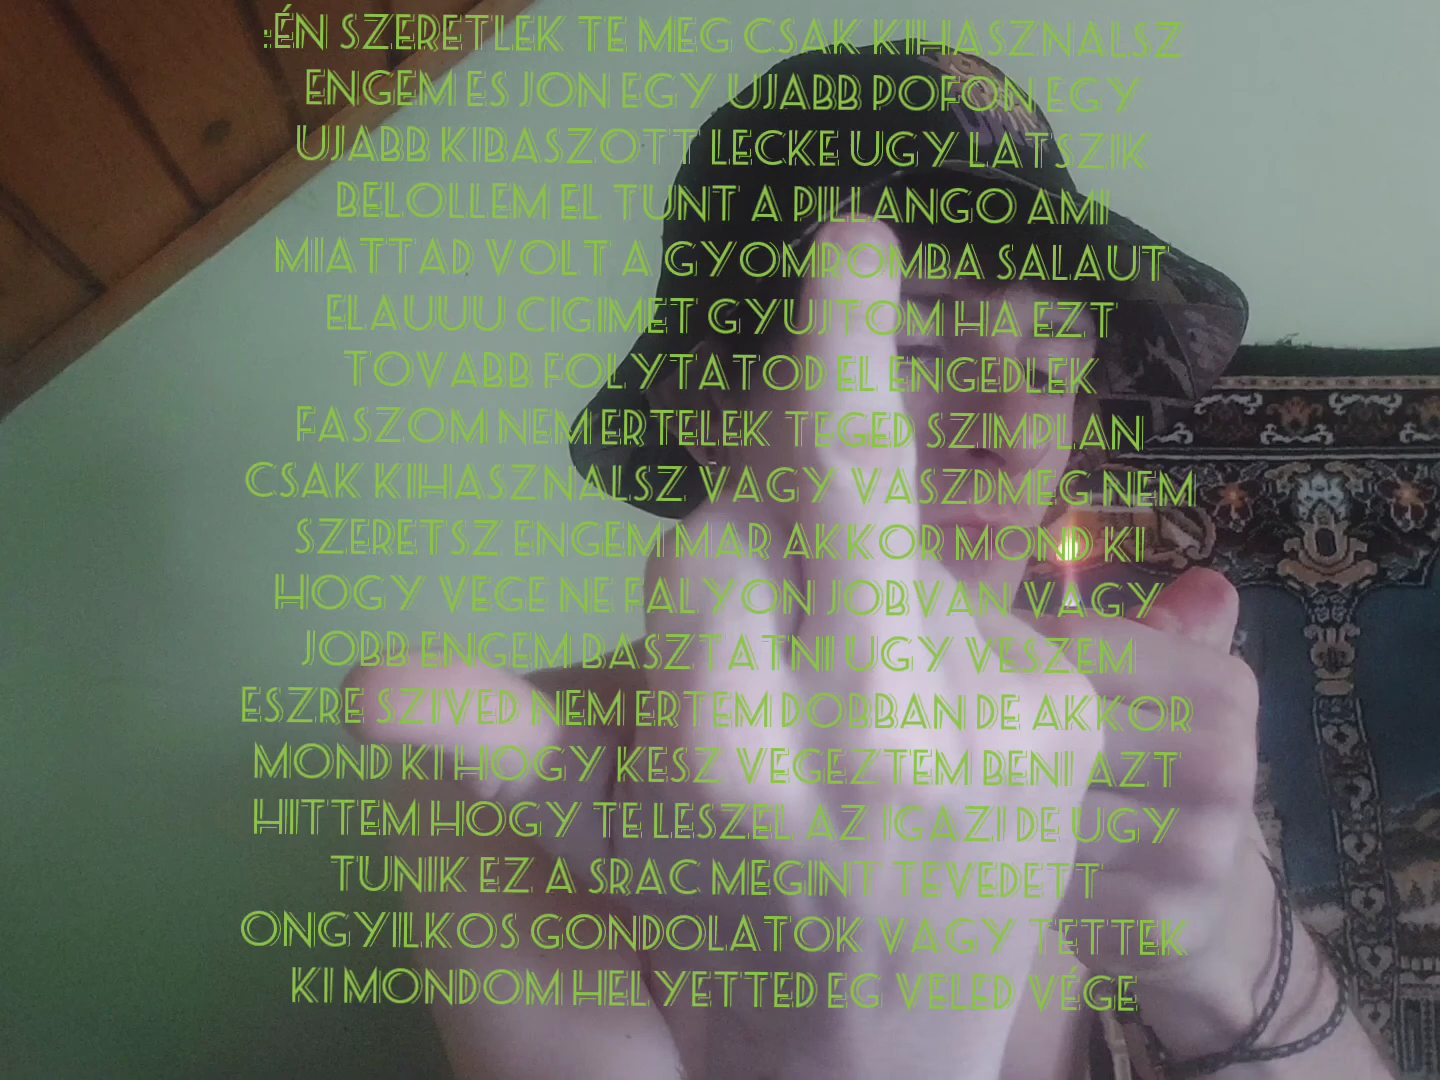 :ÉN SZERETLEK TE MEG CSAK KIHASZNALSZ
ENGEM ES JON EGY UJABB POFON EGY
UJABB KIBASZOTT LECKE UGY LATSZIK
BELOLLEM EL TUNT A PILLANGO AMI
MIATTAD VOLT A GYOMROMBA SALAUT
ELAUUU CIGIMET GYUJTOM HA EZT
TOVABB FOLYTATOD EL ENGEDLEK
FASZOM NEM ERTELEK TEGED SZIMPLAN
CSAK KIHASZNALSZ VAGY VASZDMEG NEM
SZERETSZ ENGEM MAR AKKOR MOND KI
HOGY VEGE NE FALYON JOBVAN VAGY
JOBB ENGEM BASZTATNI UGY VESZEM
ESZRE SZIVED NEM ERTEM DOBBAN DE AKKOR
MOND KI HOGY KESZ VEGEZTEM BENI AZT
HITTEM HOGY TE LESZEL AZ IGAZI DE UGY
TUNIK EZ A SRAC MEGINT TEVEDETT
ONGYILKOS GONDOLATOK VAGY TETTEK
KI MONDOM HELYETTED EG VELED VÉGE